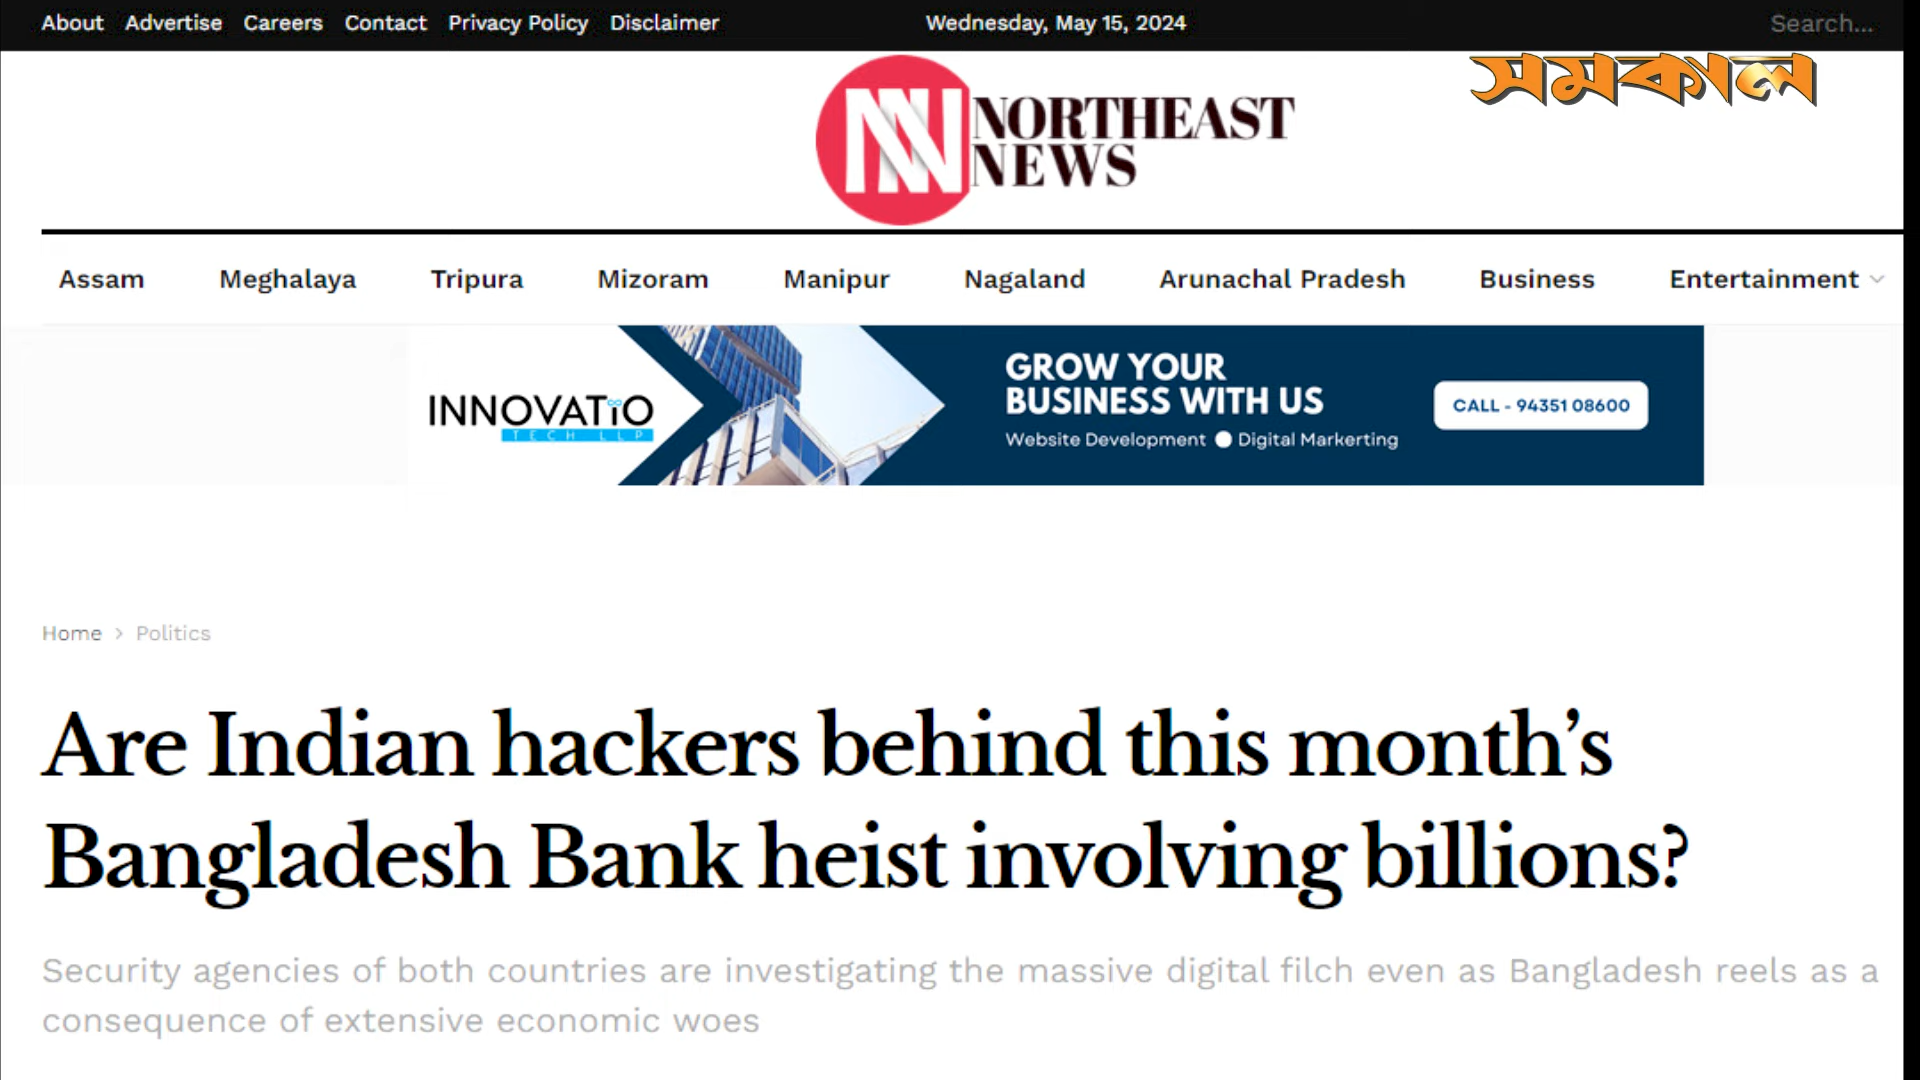 About Advertise Careers Contact Privacy Policy Disclaimer Wednesday, May 15, 2024 Search...
সমকাল
NORTHEAST
NEWS
Assam Meghalaya Tripura Mizoram Manipur Nagaland Arunachal Pradesh Business Entertainment
INNOVATiO
TECH LLP
GROW YOUR
BUSINESS WITH US
Website Development Digital Markerting
CALL - 94351 08600
Home > Politics
Are Indian hackers behind this month’s
Bangladesh Bank heist involving billions?
Security agencies of both countries are investigating the massive digital filch even as Bangladesh reels as a
consequence of extensive economic woes